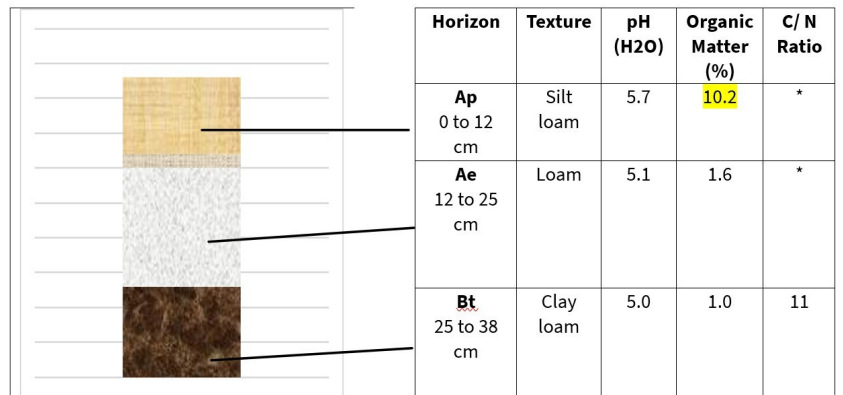 Horizon Texture pH (H2O) Organic Matter (%) C/ N Ratio
Ap 0 to 12 cm Silt loam 5.7 10.2 *
Ae 12 to 25 cm Loam 5.1 1.6 *
Bt 25 to 38 cm Clay loam 5.0 1.0 11